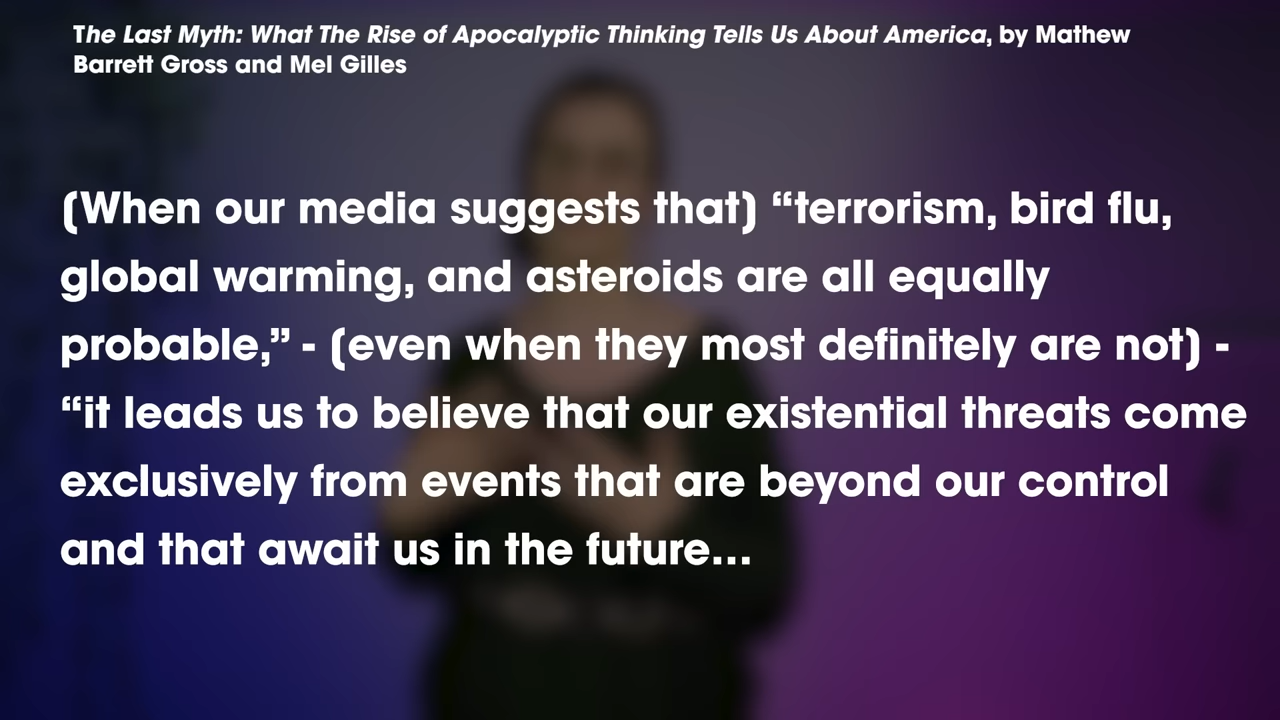 The Last Myth: What The Rise of Apocalyptic Thinking Tells Us About America, by Mathew
Barrett Gross and Mel Gilles
(When our media suggests that) “terrorism, bird flu,
global warming, and asteroids are all equally
probable,” - (even when they most definitely are not) -
“it leads us to believe that our existential threats come
exclusively from events that are beyond our control
and that await us in the future...